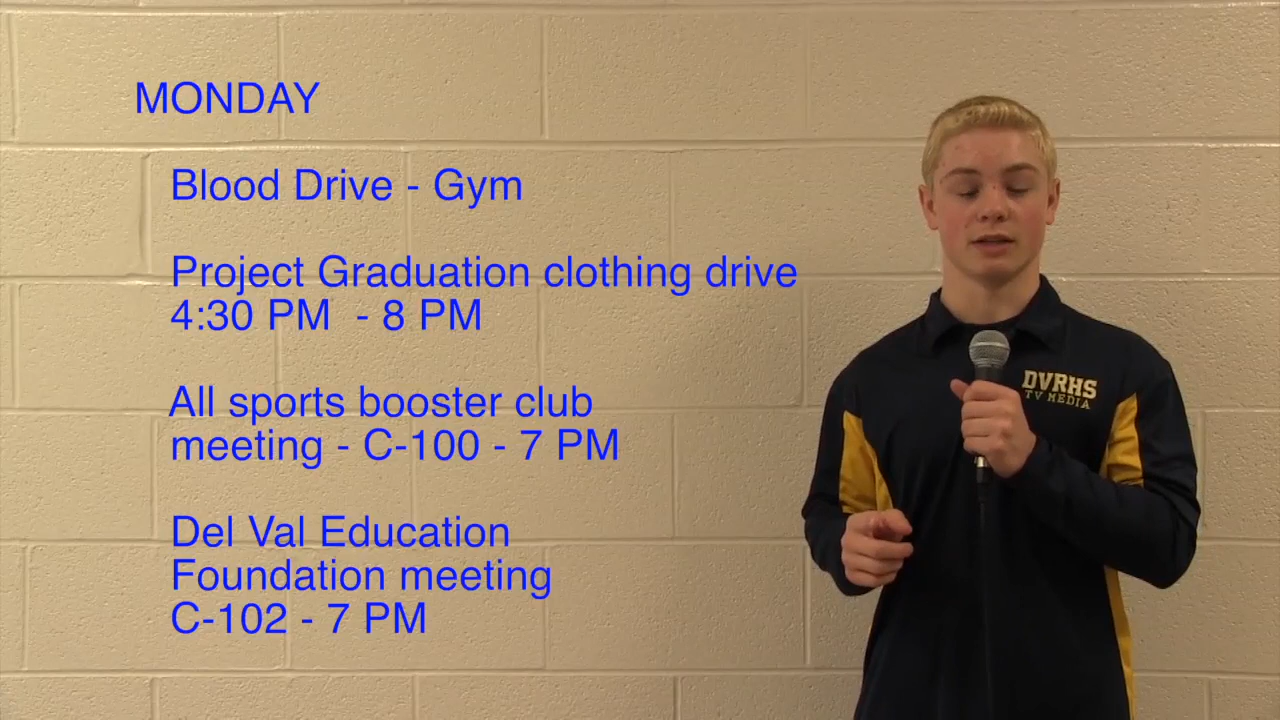 MONDAY
Blood Drive - Gym
Project Graduation clothing drive
4:30 PM - 8 PM
All sports booster club
meeting - C-100 - 7 PM
Del Val Education
Foundation meeting
C-102 - 7 PM
DVRHS
TV MEDIA